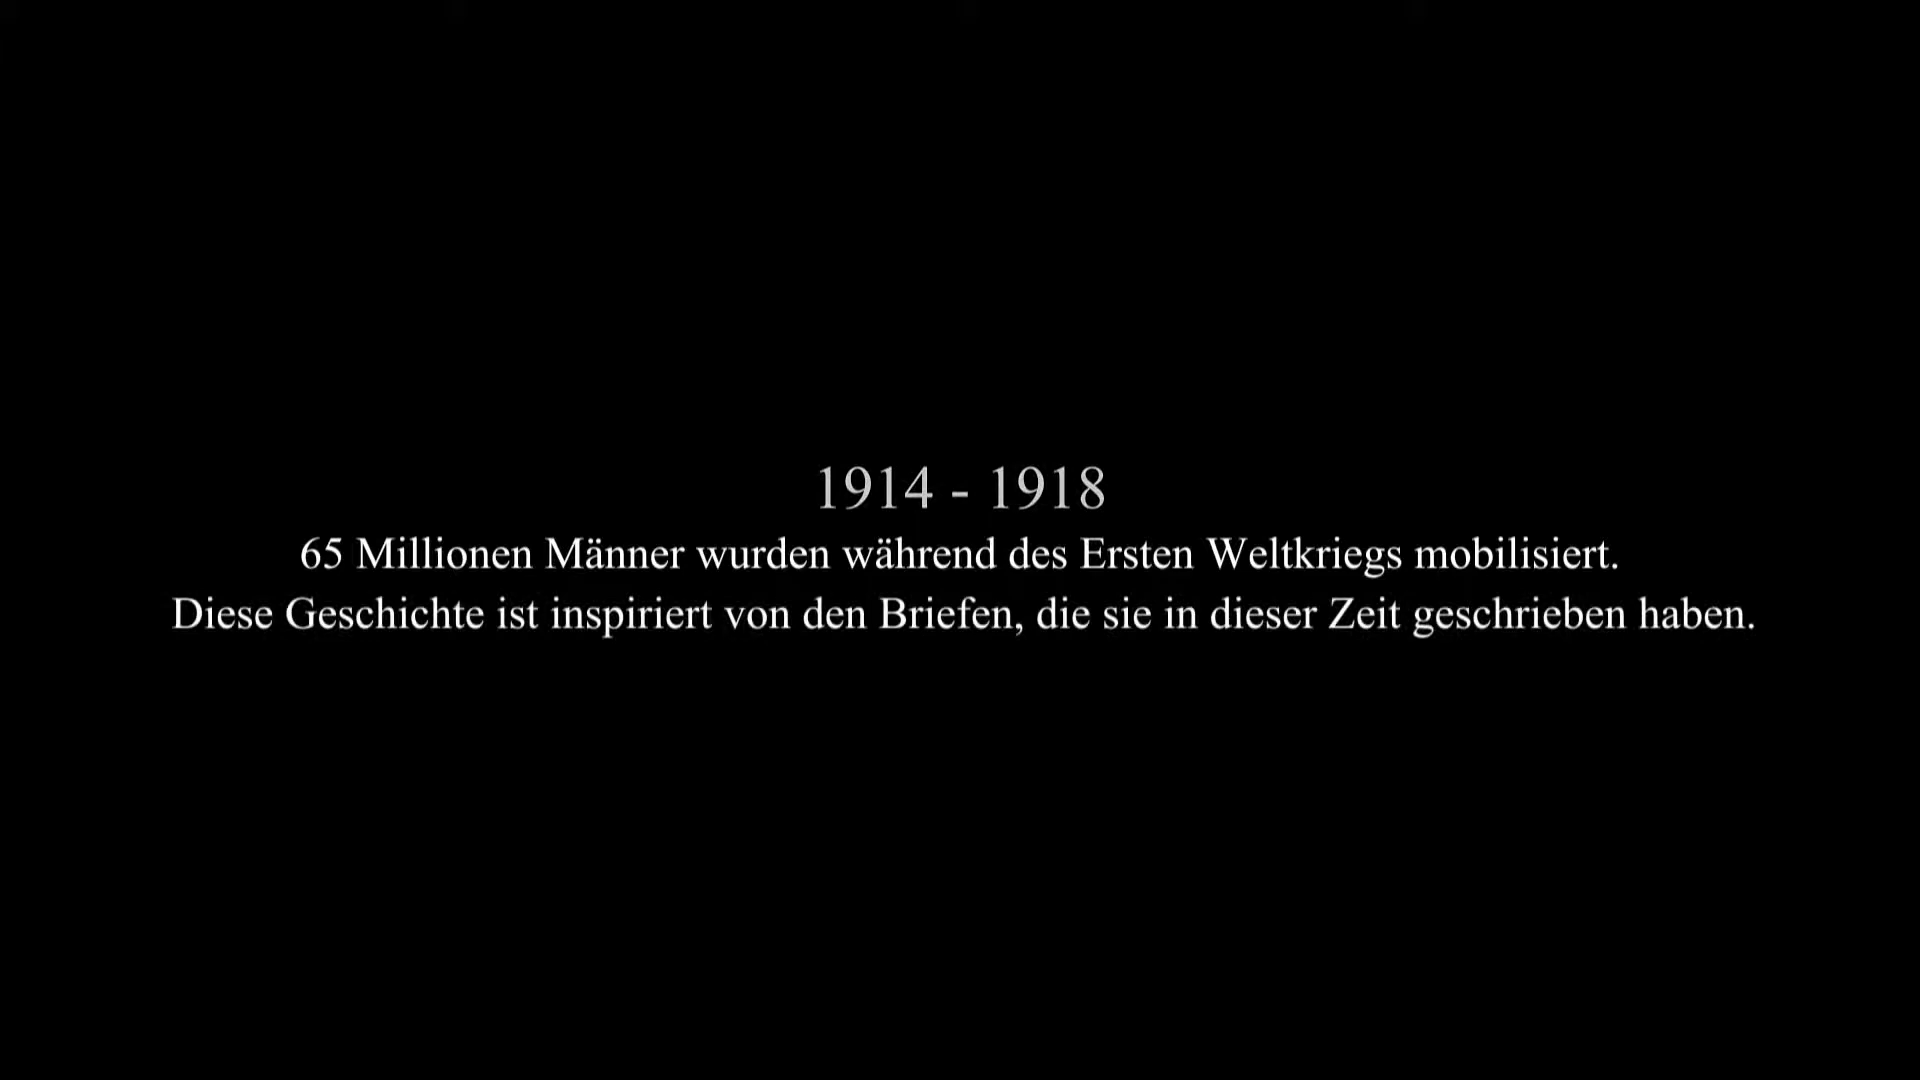 1914 - 1918
65 Millionen Männer wurden während des Ersten Weltkriegs mobilisiert.
Diese Geschichte ist inspiriert von den Briefen, die sie in dieser Zeit geschrieben haben.